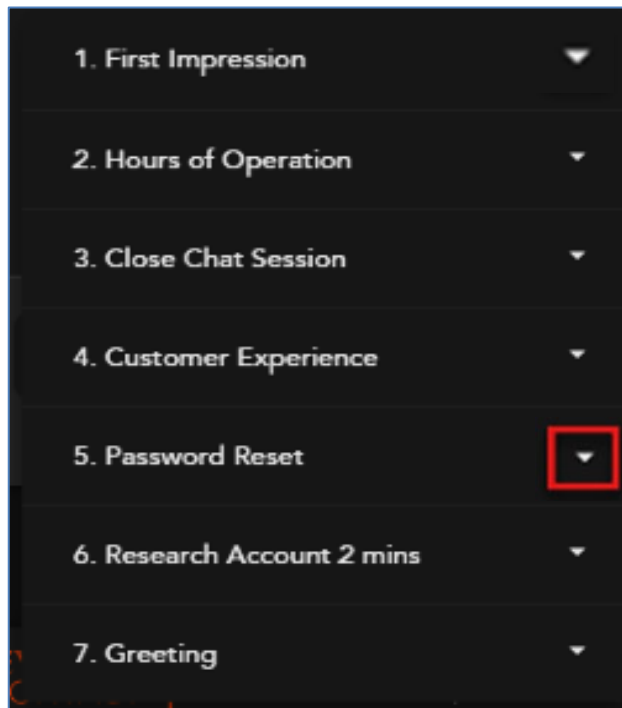 1. First Impression
2. Hours of Operation
3. Close Chat Session
4. Customer Experience
5. Password Reset
6. Research Account 2 mins
7. Greeting